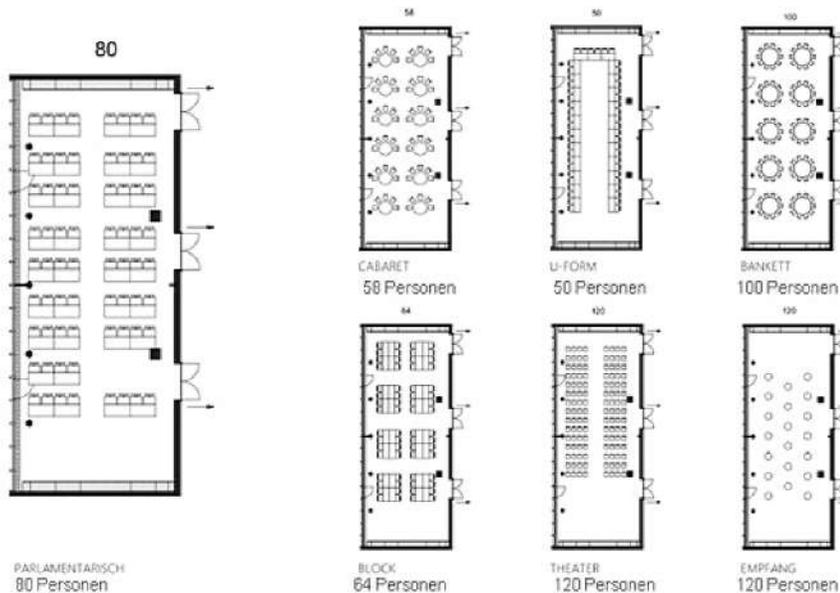 80
PARLAMENTARISCH
80 Personen
58
CABARET
58 Personen
50
U-FORM
50 Personen
100
BANKETT
100 Personen
64
BLOCK
64 Personen
120
THEATER
120 Personen
120
EMPFANG
120 Personen